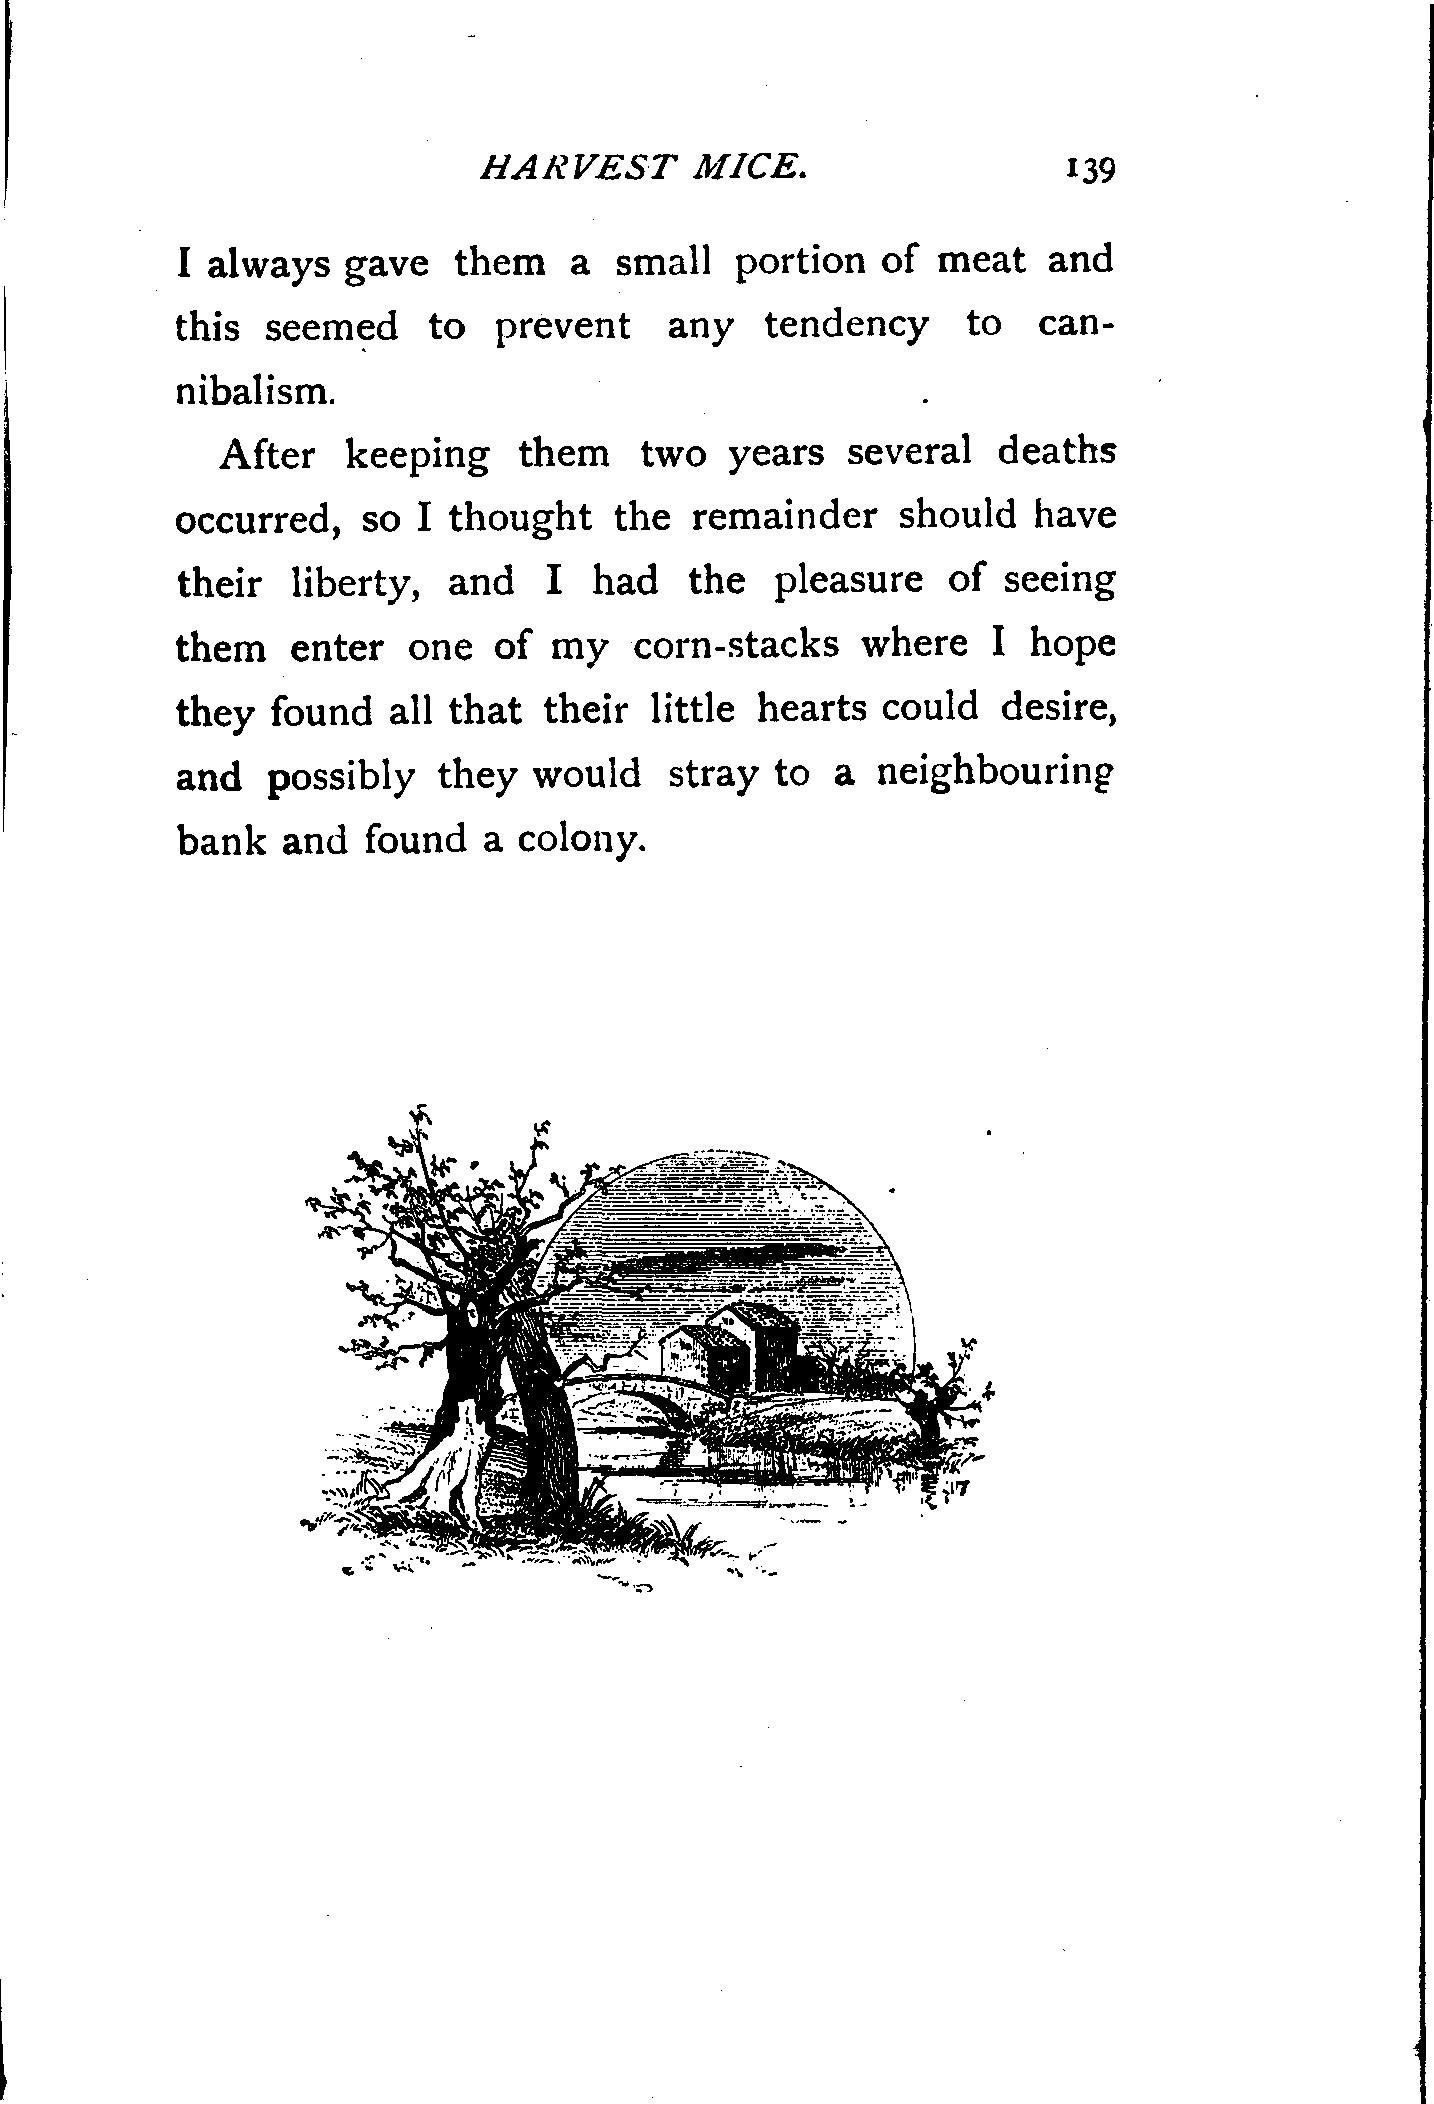 HARVEST MICE. 139
I always gave them a small portion of meat and
this seemed to prevent any tendency to can-
nibalism.
After keeping them two years several deaths
occurred, so I thought the remainder should have
their liberty, and I had the pleasure of seeing
them enter one of my corn-stacks where I hope
they found all that their little hearts could desire,
and possibly they would stray to a neighbouring
bank and found a colony.